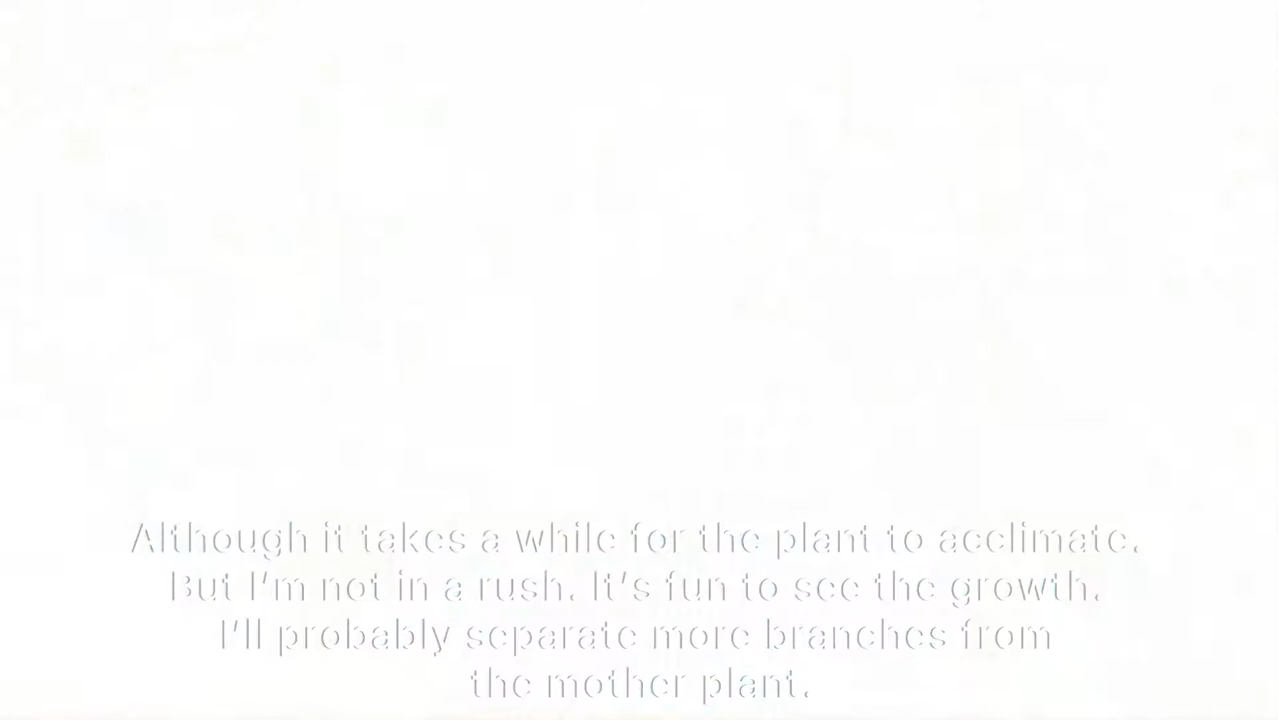 Although it takes a while for the plant to acclimate.
But I'm not in a rush. It's fun to see the growth.
I'll probably separate more branches from
the mother plant.